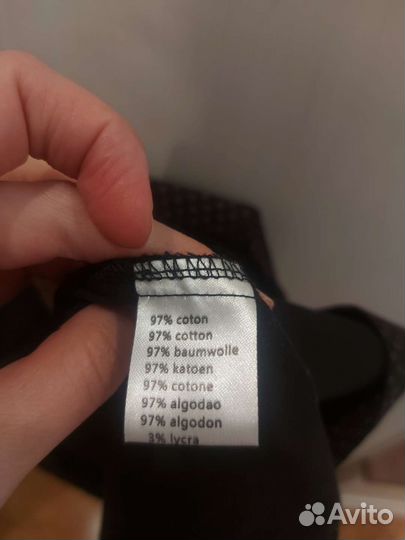 97% coton
97% cotton
97% baumwolle
97% katoen
97% cotone
97% algodao
97% algodon
3% lycra
Avito